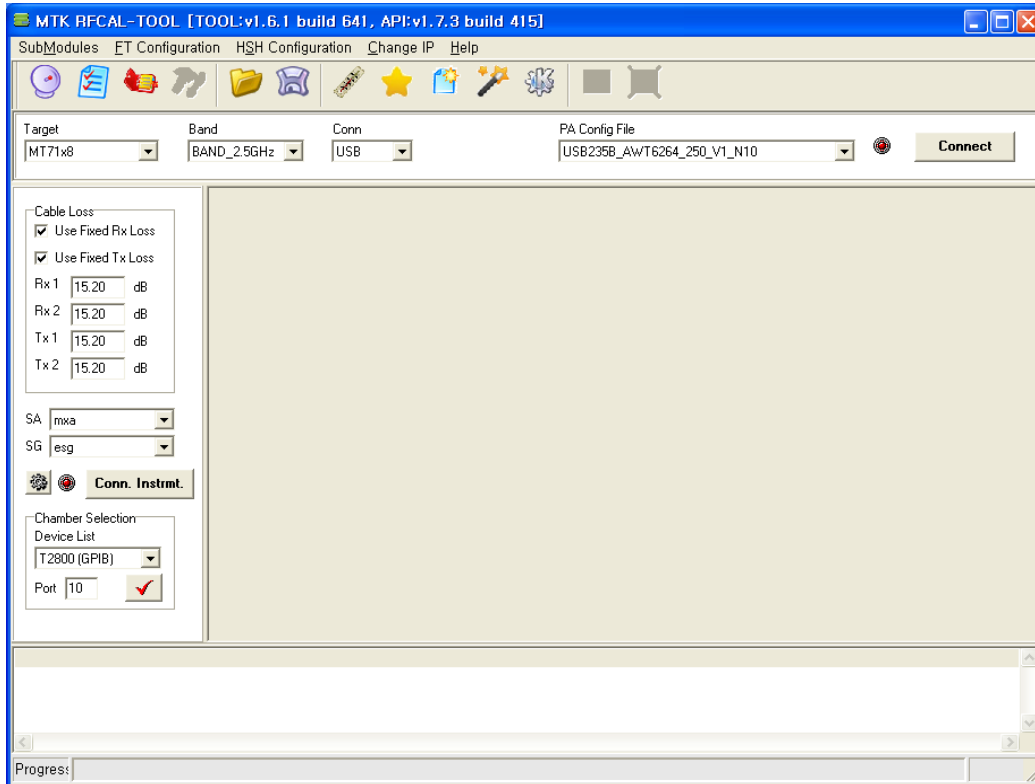 MTK RFCAL-TOOL [TOOL:v1.6.1 build 641, API:v1.7.3 build 415]
SubModules FT Configuration HSH Configuration Change IP Help
Target Band Conn PA Config File
MT71x8 BAND_2.5GHz USB USB235B_AWT6264_250_V1_N10 Connect
Cable Loss
Use Fixed Rx Loss
Use Fixed Tx Loss
Rx 1 15.20 dB
Rx 2 15.20 dB
Tx 1 15.20 dB
Tx 2 15.20 dB
SA mxa
SG esg
Conn. Instrmt.
Chamber Selection
Device List
T2800 (GPIB)
Port 10
Progress